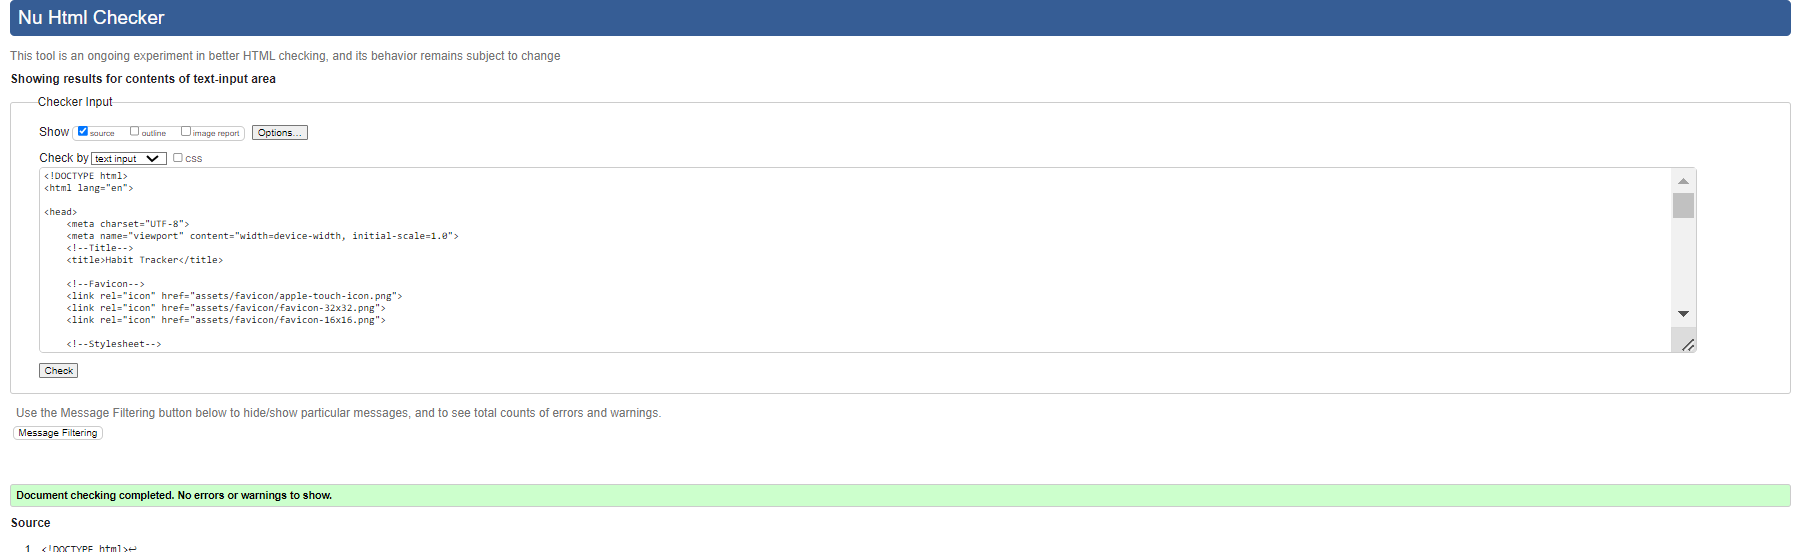 Nu Html Checker
This tool is an ongoing experiment in better HTML checking, and its behavior remains subject to change
Showing results for contents of text-input area
Checker Input
Show source outline image report Options...
Check by text input css
<!DOCTYPE html>
<html lang="en">
<head>
<meta charset="UTF-8">
<meta name="viewport" content="width=device-width, initial-scale=1.0">
<!--Title-->
<title>Habit Tracker</title>
<!--Favicon-->
<link rel="icon" href="assets/favicon/apple-touch-icon.png">
<link rel="icon" href="assets/favicon/favicon-32x32.png">
<link rel="icon" href="assets/favicon/favicon-16x16.png">
<!--Stylesheet-->
Check
Use the Message Filtering button below to hide/show particular messages, and to see total counts of errors and warnings.
Message Filtering
Document checking completed. No errors or warnings to show.
Source
1 <!DOCTYPE html>↩